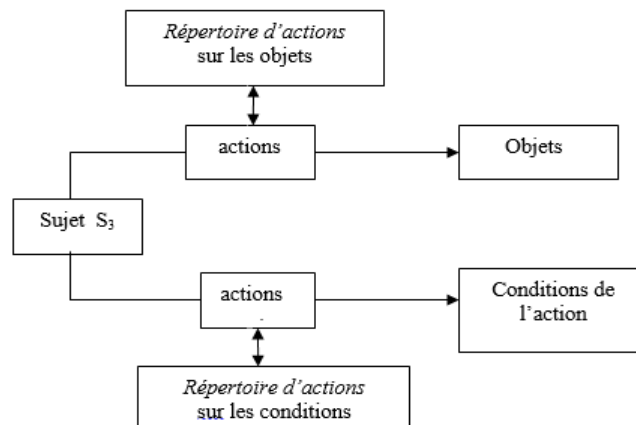 Répertoire d’actions
sur les objets
actions
Objets
Sujet S₃
actions
.
Conditions de
l’action
Répertoire d’actions
sur les conditions